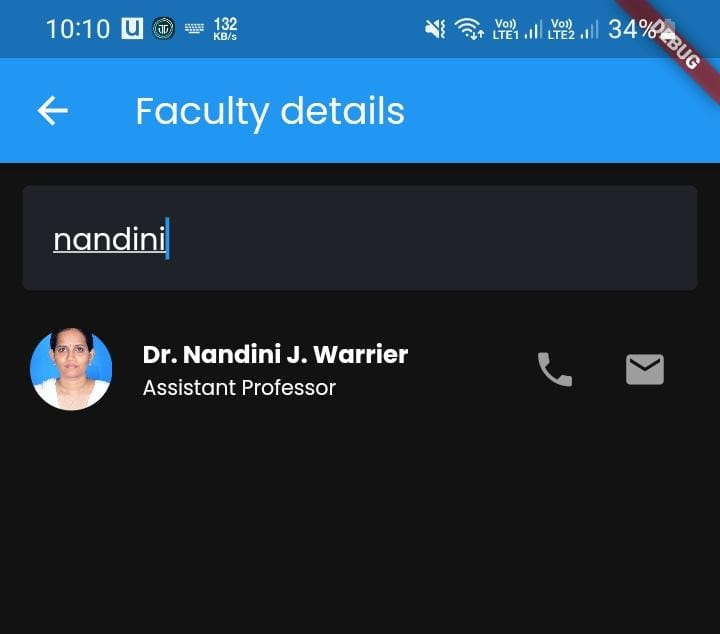 10:10 U 132 KB/s Vo) LTE1 Vo) LTE2 34%
DEBUG
Faculty details
nandini
Dr. Nandini J. Warrier
Assistant Professor